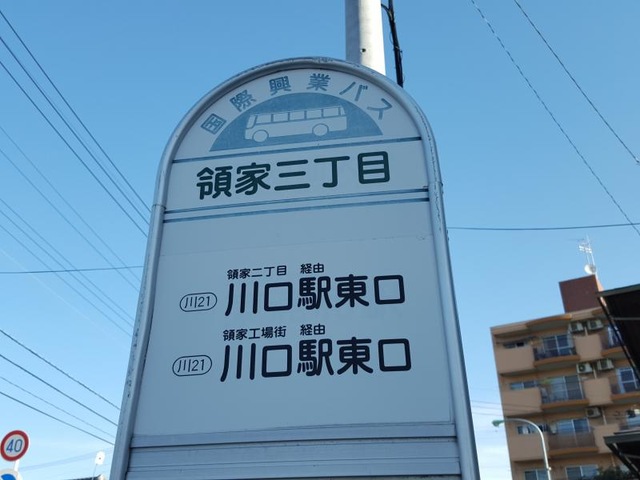 国際興業バス
領家三丁目
領家二丁目 経由
川21 川口駅東口
領家工場街 経由
川21 川口駅東口
40